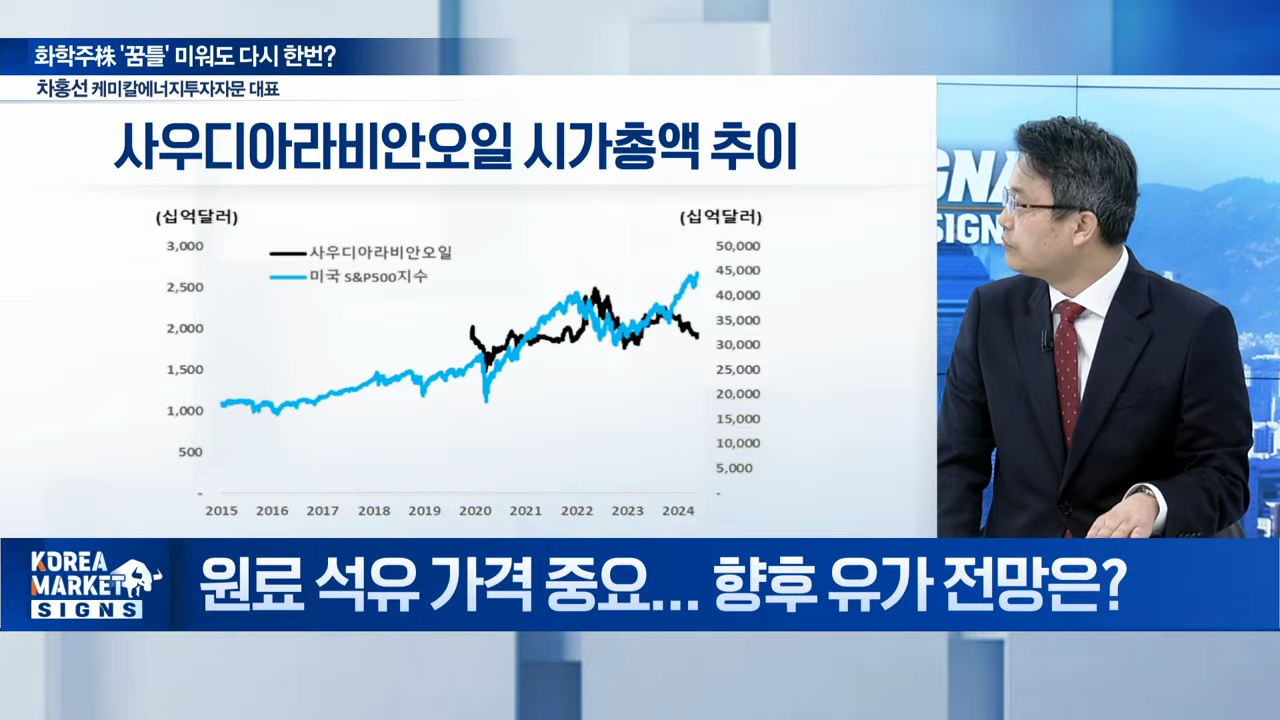 화학주株 '꿈틀' 미워도 다시 한번?
차홍선 케미칼에너지투자자문 대표
사우디아라비안오일 시가총액 추이
(십억달러)
(십억달러)
사우디아라비안오일
미국 S&P500지수
3,000
2,500
2,000
1,500
1,000
500
-
50,000
45,000
40,000
35,000
30,000
25,000
20,000
15,000
10,000
5,000
-
2015 2016 2017 2018 2019 2020 2021 2022 2023 2024
SIGN
KOREA
MARKET
SIGNS
원료 석유 가격 중요... 향후 유가 전망은?